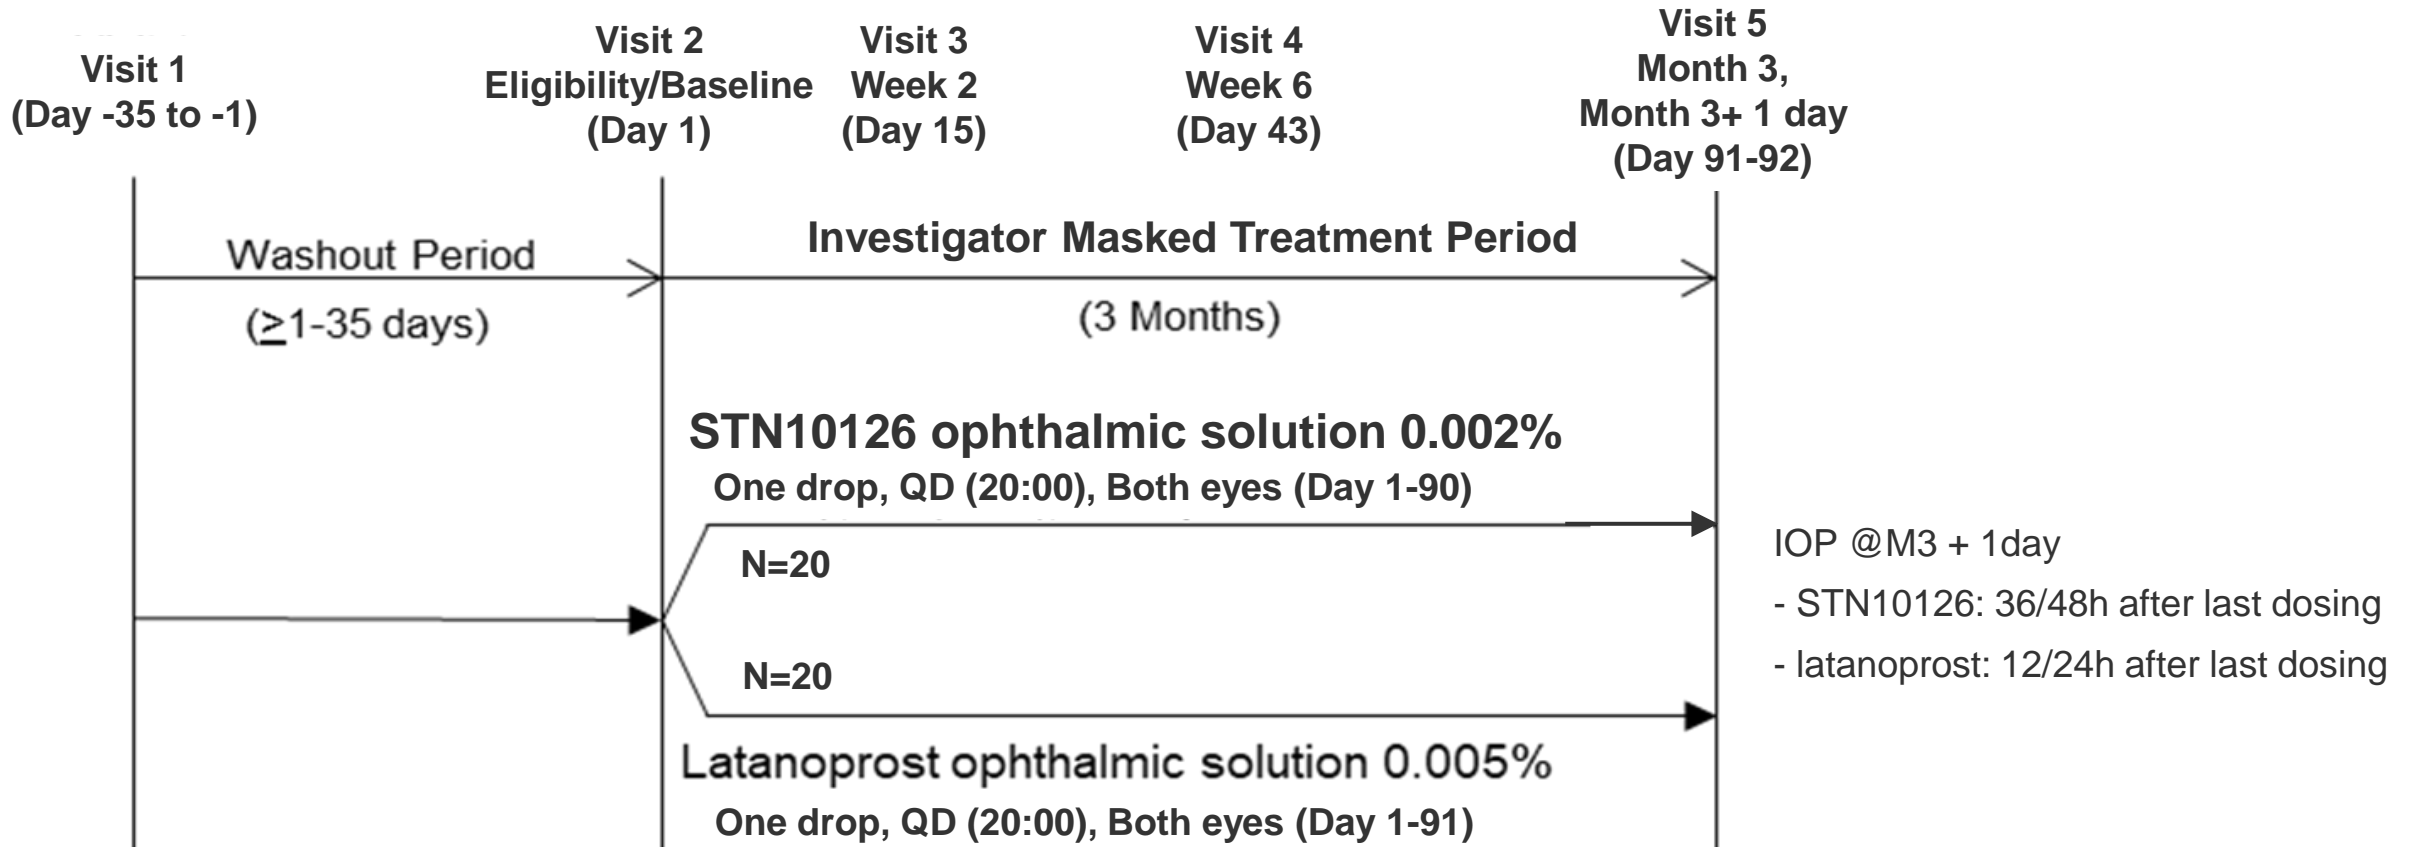 Visit 1
(Day -35 to -1)
Visit 2
Eligibility/Baseline
(Day 1)
Visit 3
Week 2
(Day 15)
Visit 4
Week 6
(Day 43)
Visit 5
Month 3,
Month 3+ 1 day
(Day 91-92)
Washout Period
(≥1-35 days)
Investigator Masked Treatment Period
(3 Months)
STN10126 ophthalmic solution 0.002%
One drop, QD (20:00), Both eyes (Day 1-90)
N=20
N=20
Latanoprost ophthalmic solution 0.005%
One drop, QD (20:00), Both eyes (Day 1-91)
IOP @M3 + 1day
- STN10126: 36/48h after last dosing
- latanoprost: 12/24h after last dosing